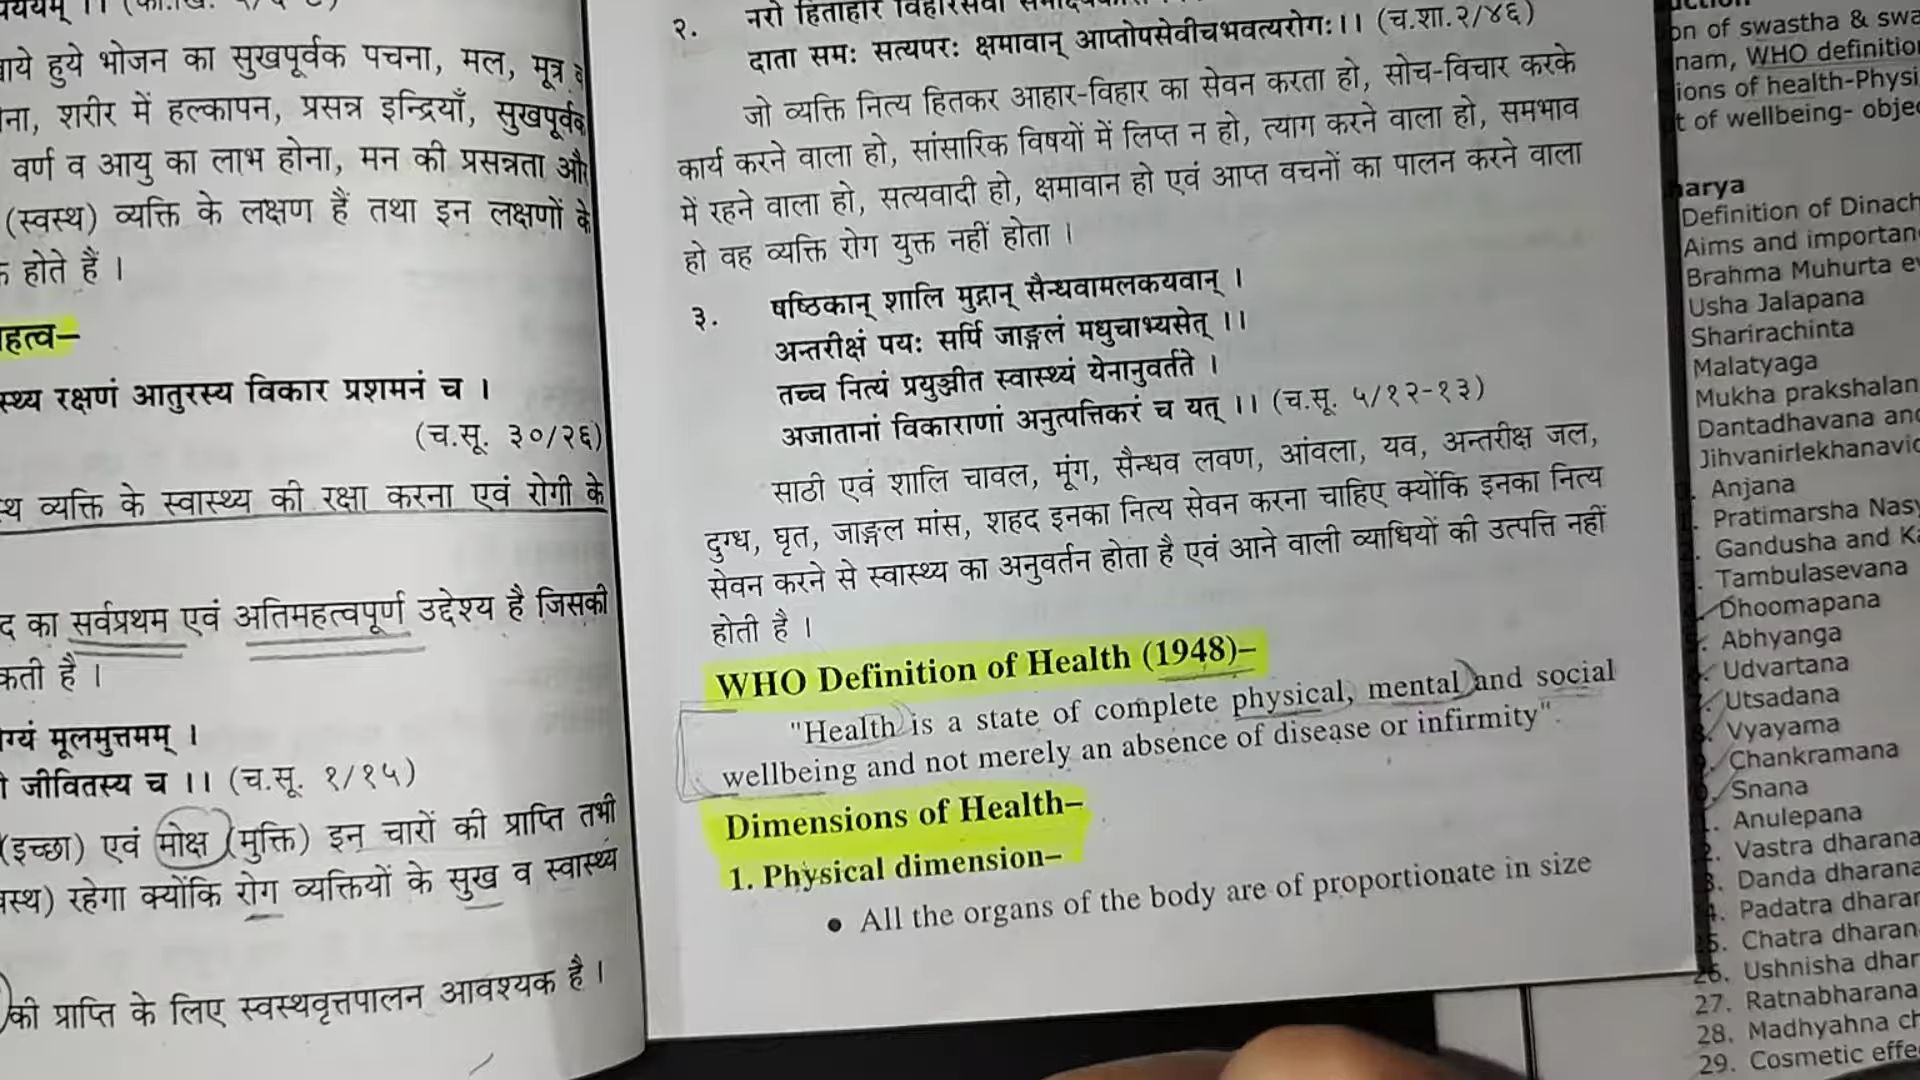 ाये हुये भोजन का सुखपूर्वक पचना, मल, मूत्र व
ना, शरीर में हल्कापन, प्रसन्न इन्द्रियाँ, सुखपूर्वक
वर्ण व आयु का लाभ होना, मन की प्रसन्नता और
(स्वस्थ) व्यक्ति के लक्षण हैं तथा इन लक्षणों के
होते हैं ।
हत्व–
स्थ्य रक्षणं आतुरस्य विकार प्रशमनं च ।
(च.सू. ३०/२६)
व्यक्ति के स्वास्थ्य की रक्षा करना एवं रोगी के
का सर्वप्रथम एवं अतिमहत्वपूर्ण उद्देश्य है जिसकी
कती है ।
ग्यं मूलमुत्तमम् ।
जीवितस्य च ।। (च.सू. १/१५)
(इच्छा) एवं मोक्ष (मुक्ति) इन चारों की प्राप्ति तभी
स्थ) रहेगा क्योंकि रोग व्यक्तियों के सुख व स्वास्थ्य
की प्राप्ति के लिए स्वस्थवृत्तपालन आवश्यक है ।
२. नरो हिताहार
दाता समः सत्यपरः क्षमावान् आप्तोपसेवीचभवत्यरोगः।। (च.शा.२/४६)
जो व्यक्ति नित्य हितकर आहार-विहार का सेवन करता हो, सोच-विचार करके
कार्य करने वाला हो, सांसारिक विषयों में लिप्त न हो, त्याग करने वाला हो, समभाव
में रहने वाला हो, सत्यवादी हो, क्षमावान हो एवं आप्त वचनों का पालन करने वाला
हो वह व्यक्ति रोग युक्त नहीं होता ।
३. षष्ठिकान् शालि मुद्गान् सैन्धवामलकयवान् ।
अन्तरीक्षं पयः सर्पि जाङ्गलं मधुचाभ्यसेत् ।।
तच्च नित्यं प्रयुञ्जीत स्वास्थ्यं येनानुवर्तते ।
अजातानां विकाराणां अनुत्पत्तिकरं च यत् ।। (च.सू. ५/१२-१३)
साठी एवं शालि चावल, मूंग, सैन्धव लवण, आंवला, यव, अन्तरीक्ष जल,
दुग्ध, घृत, जाङ्गल मांस, शहद इनका नित्य सेवन करना चाहिए क्योंकि इनका नित्य
सेवन करने से स्वास्थ्य का अनुवर्तन होता है एवं आने वाली व्याधियों की उत्पत्ति नहीं
होती है ।
WHO Definition of Health (1948)–
"Health is a state of complete physical, mental and social
wellbeing and not merely an absence of disease or infirmity".
Dimensions of Health–
1. Physical dimension–
• All the organs of the body are of proportionate in size
on of swastha & swa
nam, WHO definition
ions of health-Physi
t of wellbeing- objec
harya
Definition of Dinach
Aims and importan
Brahma Muhurta ev
Usha Jalapana
Sharirachinta
Malatyaga
Mukha prakshalan
Dantadhavana and
Jihvanirlekhanavid
Anjana
Pratimarsha Nasy
Gandusha and Ka
Tambulasevana
Dhoomapana
Abhyanga
Udvartana
Utsadana
Vyayama
Chankramana
Snana
Anulepana
Vastra dharana
Danda dharana
Padatra dharan
Chatra dharan
26. Ushnisha dhar
27. Ratnabharana
28. Madhyahna ch
29. Cosmetic effe